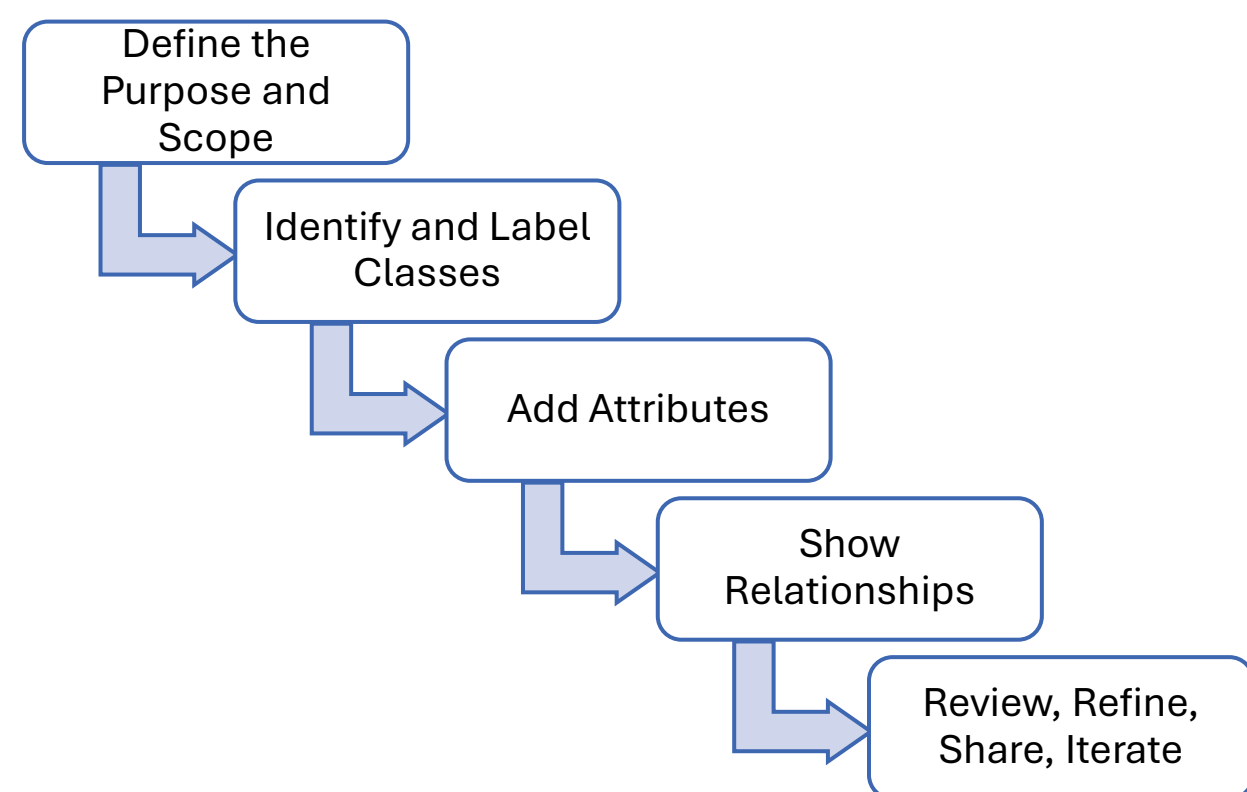 Define the
Purpose and
Scope
Identify and Label
Classes
Add Attributes
Show
Relationships
Review, Refine,
Share, Iterate